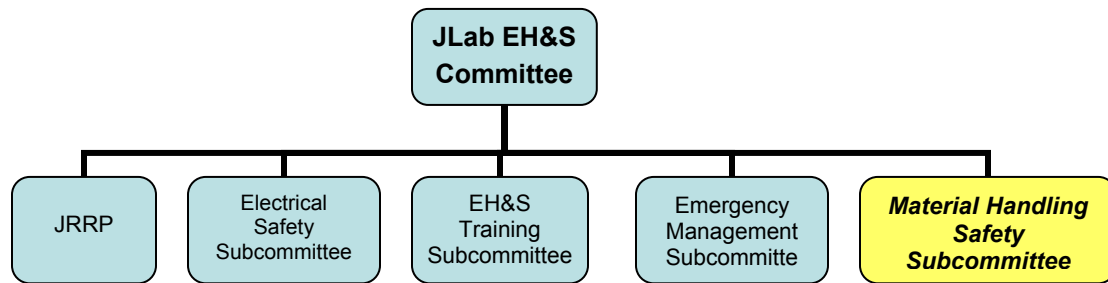 JLab EH&S
Committee
JRRP
Electrical
Safety
Subcommittee
EH&S
Training
Subcommittee
Emergency
Management
Subcommitte
Material Handling
Safety
Subcommittee